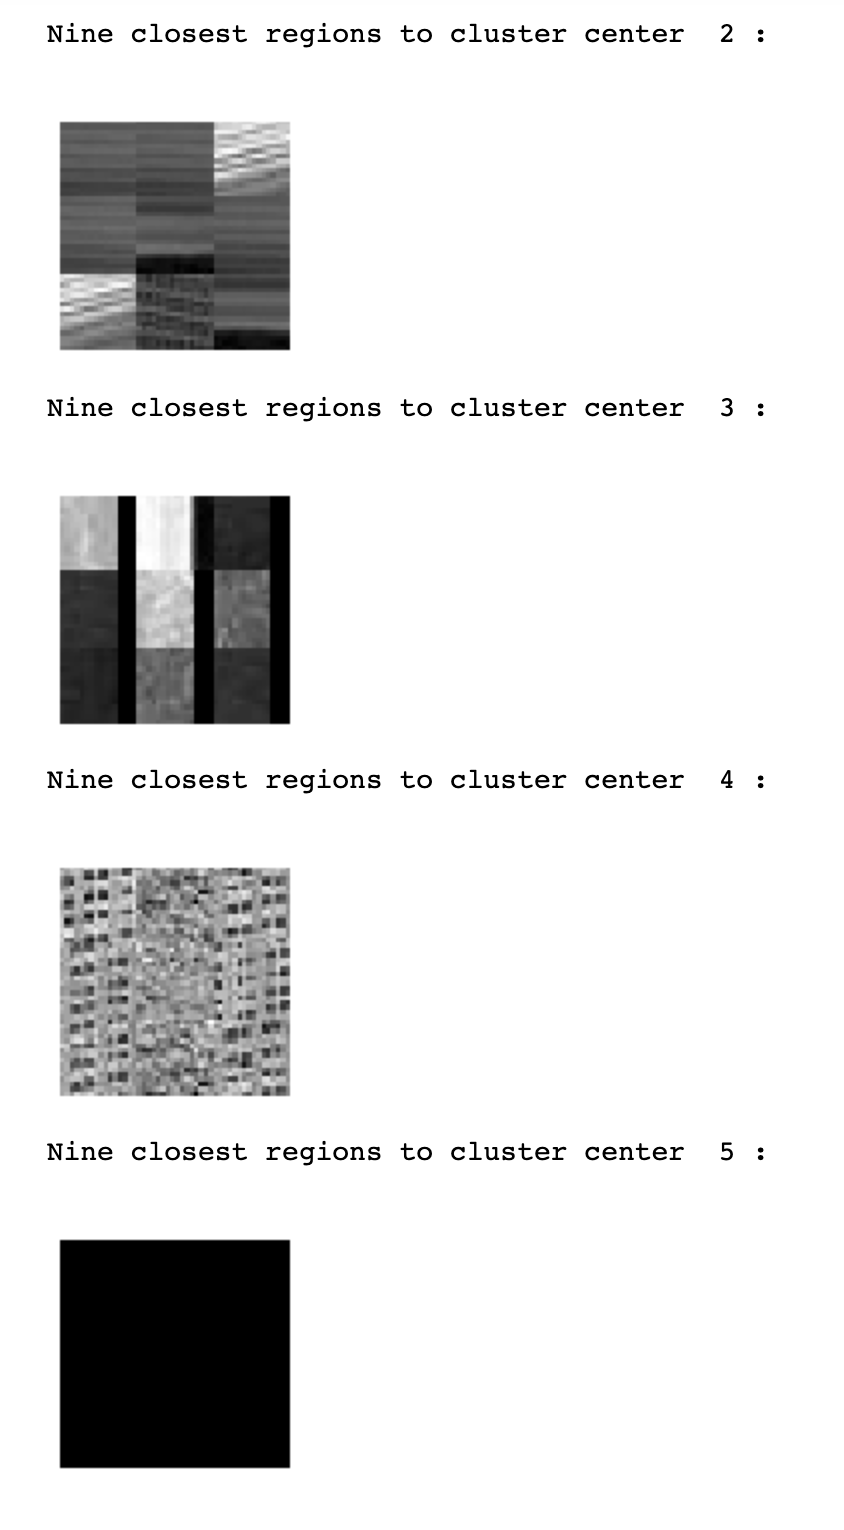 Nine closest regions to cluster center  2 :
Nine closest regions to cluster center  3 :
Nine closest regions to cluster center  4 :
Nine closest regions to cluster center  5 :